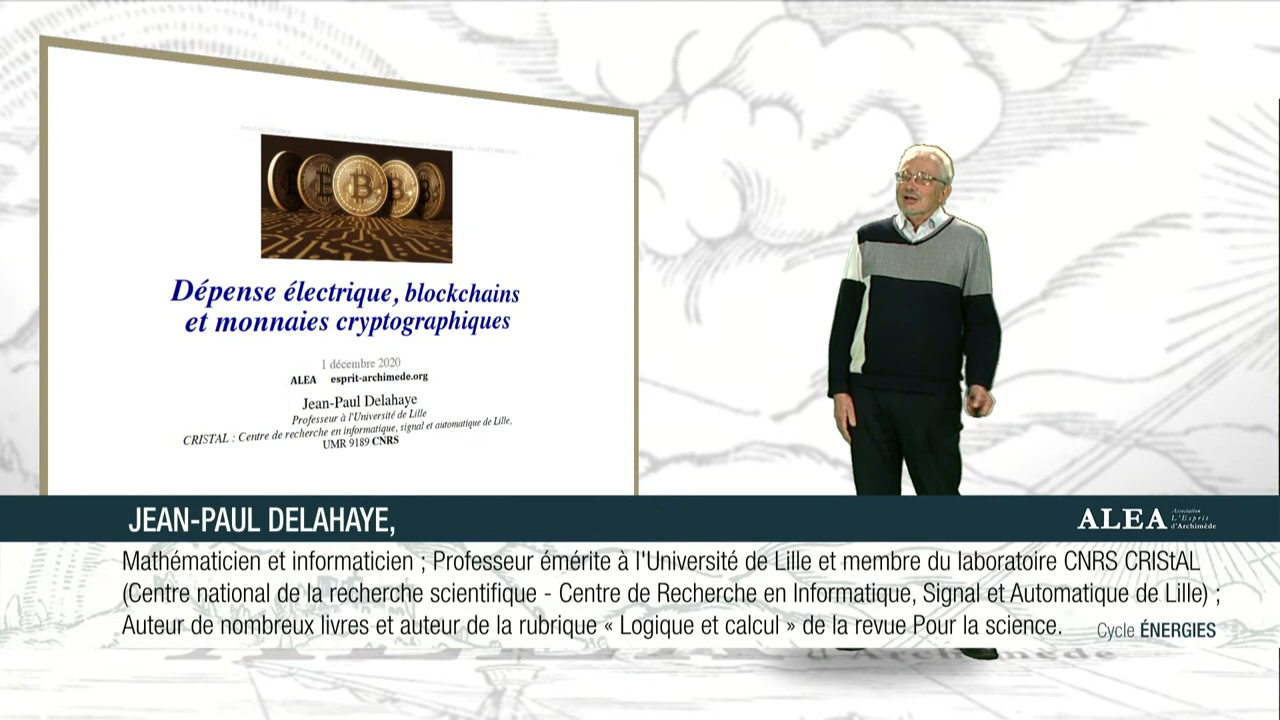 Dépense électrique, blockchains
et monnaies cryptographiques
1 décembre 2020
ALEA esprit-archimede.org
Jean-Paul Delahaye
Professeur à l'Université de Lille
CRISTAL : Centre de recherche en informatique, signal et automatique de Lille,
UMR 9189 CNRS
JEAN-PAUL DELAHAYE,
ALEA Association
L'Esprit
d'Archimède
Mathématicien et informaticien ; Professeur émérite à l'Université de Lille et membre du laboratoire CNRS CRIStAL
(Centre national de la recherche scientifique - Centre de Recherche en Informatique, Signal et Automatique de Lille) ;
Auteur de nombreux livres et auteur de la rubrique « Logique et calcul » de la revue Pour la science.
Cycle ÉNERGIES
d'Archimède